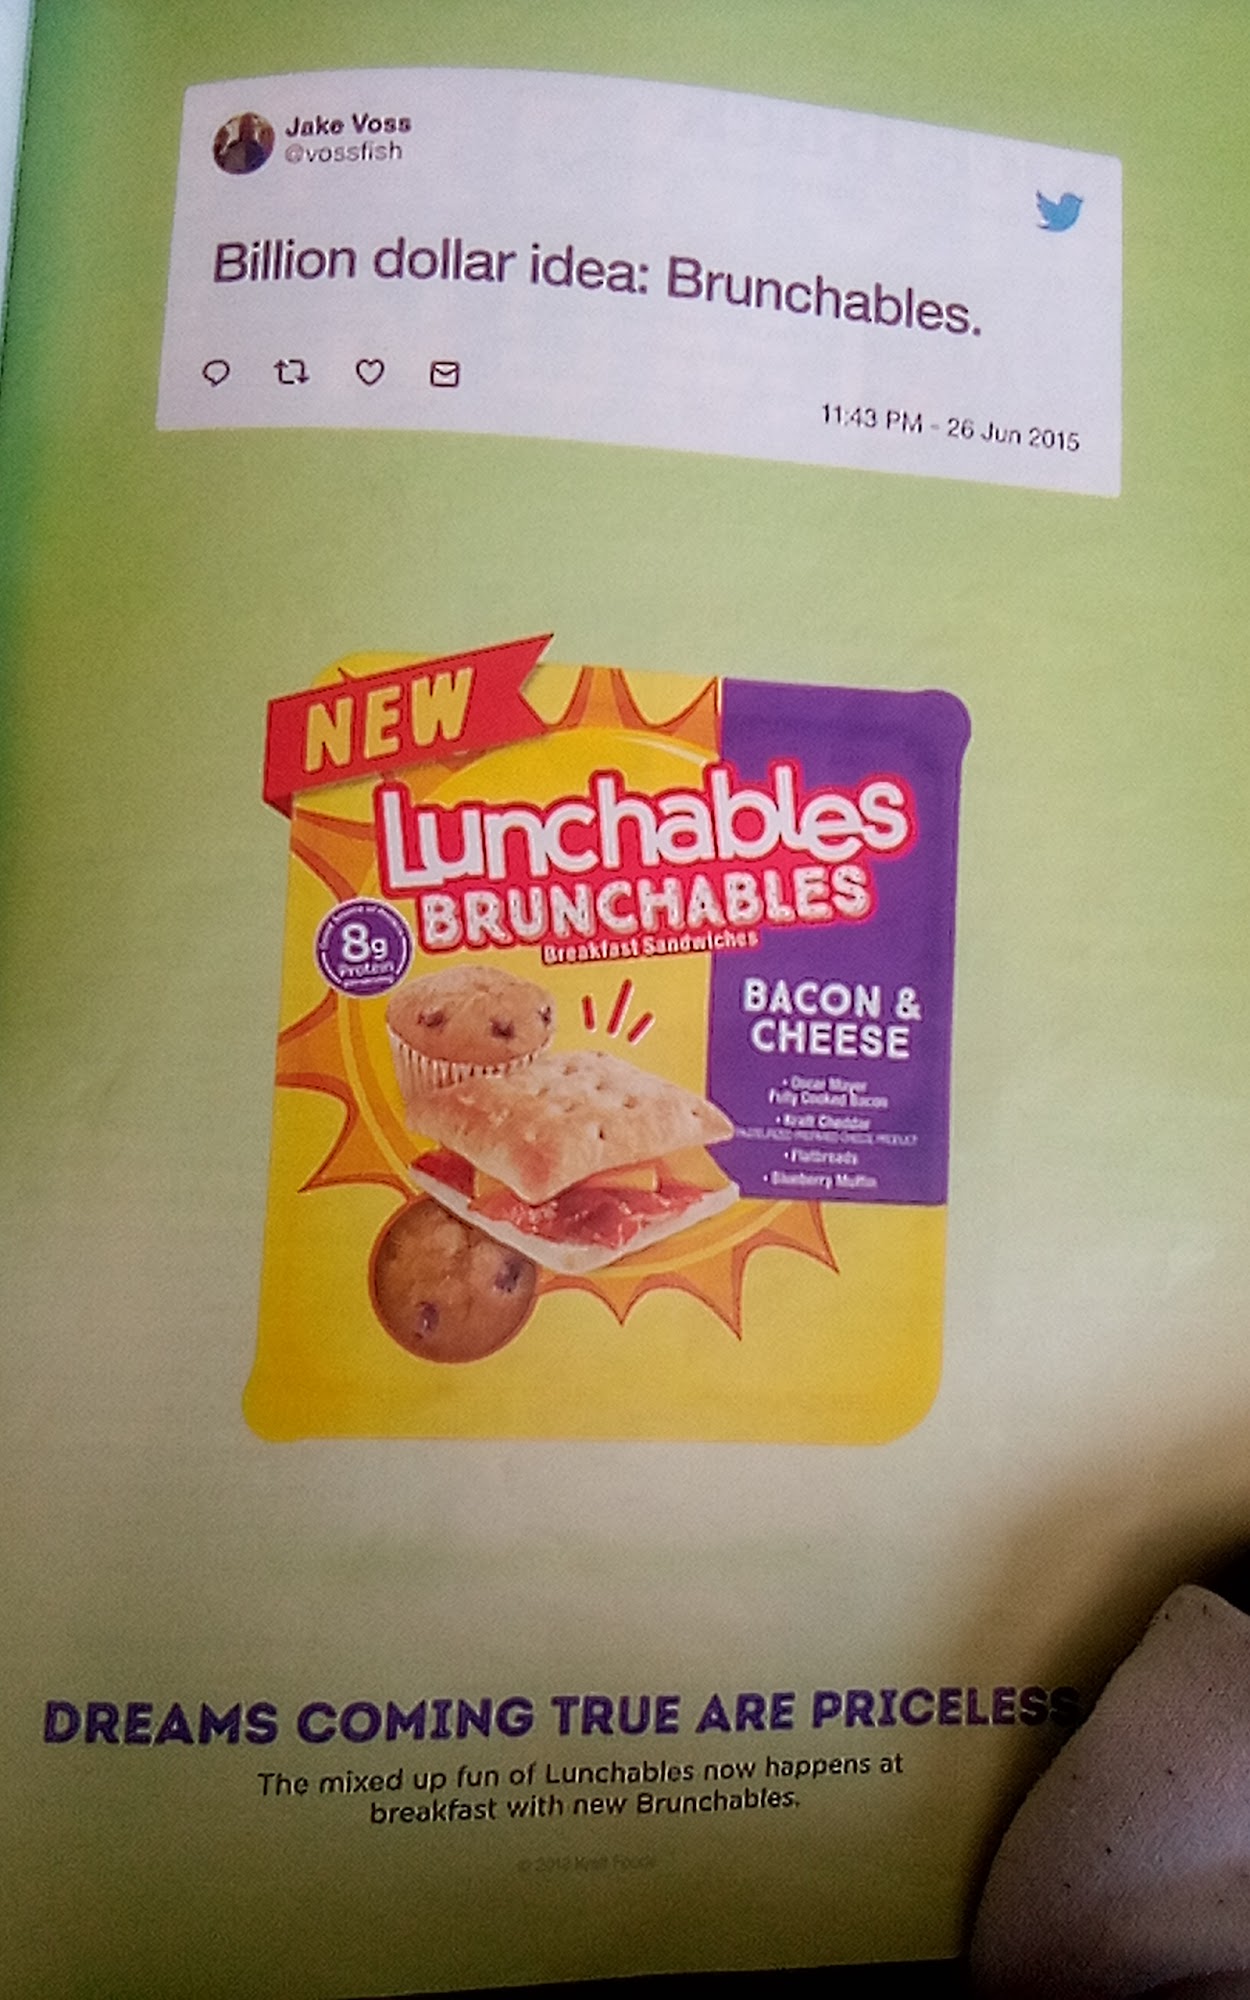 Jake Voss
@vossfish
Billion dollar idea: Brunchables.
11:43 PM - 26 Jun 2015
NEW
Lunchables
BRUNCHABLES
Breakfast Sandwiches
8g
Protein
BACON &
CHEESE
• Oscar Mayer
Fully Cooked Bacon
• Kraft Cheddar
• Flatbreads
• Blueberry Muffin
DREAMS COMING TRUE ARE PRICELESS
The mixed up fun of Lunchables now happens at
breakfast with new Brunchables.
Kraft Foods